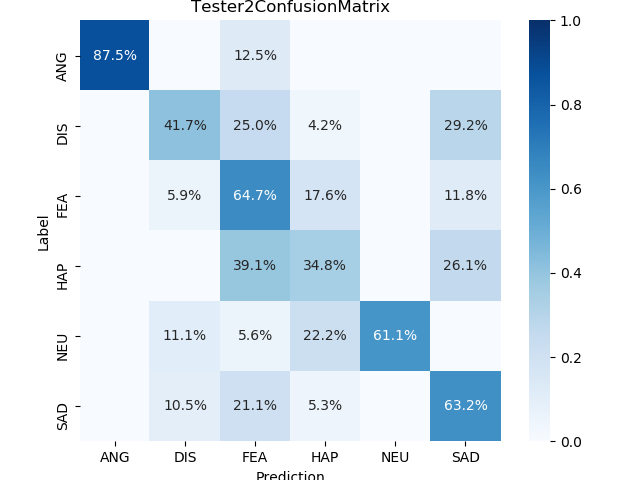 Tester2ConfusionMatrix
ANG 87.5% 12.5%
DIS 41.7% 25.0% 4.2% 29.2%
FEA 5.9% 64.7% 17.6% 11.8%
HAP 39.1% 34.8% 26.1%
NEU 11.1% 5.6% 22.2% 61.1%
SAD 10.5% 21.1% 5.3% 63.2%
Label
ANG DIS FEA HAP NEU SAD
Prediction
1.0
0.8
0.6
0.4
0.2
0.0